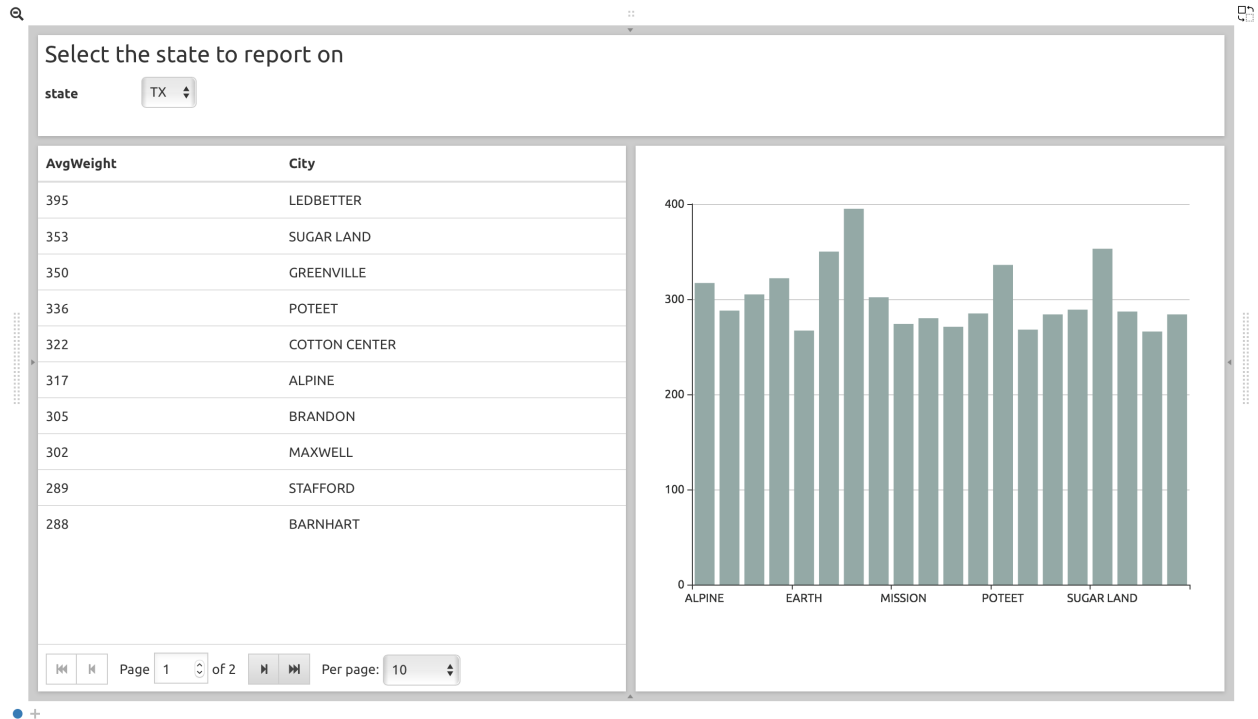 Select the state to report on
state TX
AvgWeight City
395 LEDBETTER
353 SUGAR LAND
350 GREENVILLE
336 POTEET
322 COTTON CENTER
317 ALPINE
305 BRANDON
302 MAXWELL
289 STAFFORD
288 BARNHART
Page 1 of 2 Per page: 10
400
300
200
100
0
ALPINE EARTH MISSION POTEET SUGAR LAND